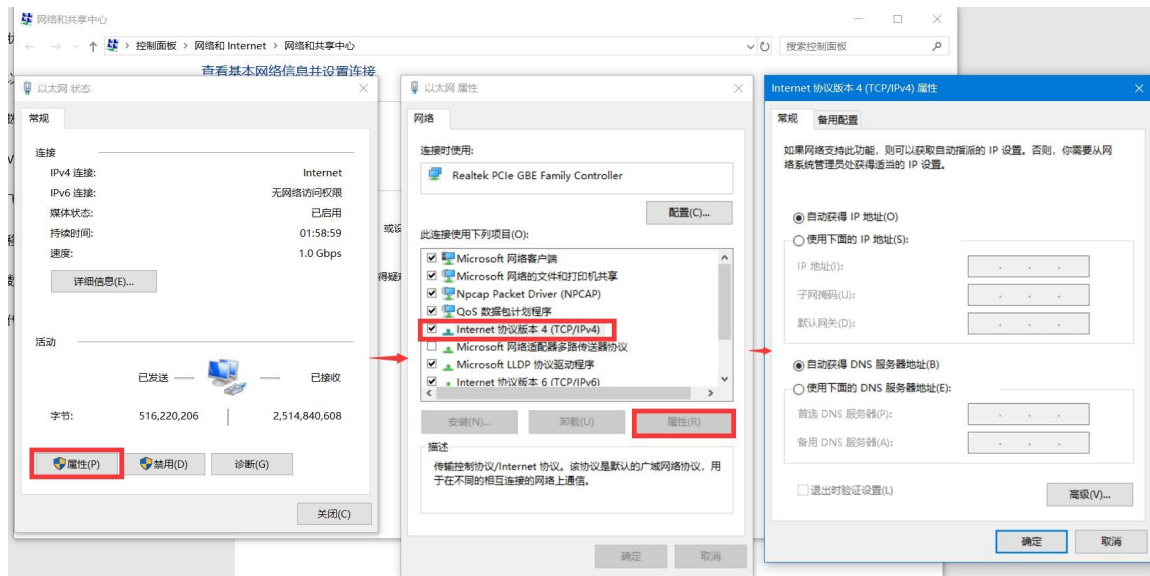 网络和共享中心
控制面板 > 网络和 Internet > 网络和共享中心
搜索控制面板
查看基本网络信息并设置连接
以太网 状态
常规
连接
IPv4 连接: Internet
IPv6 连接: 无网络访问权限
媒体状态: 已启用
持续时间: 01:58:59
速度: 1.0 Gbps
详细信息(E)...
活动
已发送 — — 已接收
字节: 516,220,206 | 2,514,840,608
属性(P) 禁用(D) 诊断(G)
关闭(C)
以太网 属性
网络
连接时使用:
Realtek PCIe GBE Family Controller
配置(C)...
此连接使用下列项目(O):
Microsoft 网络客户端
Microsoft 网络的文件和打印机共享
Npcap Packet Driver (NPCAP)
QoS 数据包计划程序
Internet 协议版本 4 (TCP/IPv4)
Microsoft 网络适配器多路传送器协议
Microsoft LLDP 协议驱动程序
Internet 协议版本 6 (TCP/IPv6)
安装(N)... 卸载(U) 属性(R)
描述
传输控制协议/Internet 协议。该协议是默认的广域网络协议，用
于在不同的相互连接的网络上通信。
确定 取消
Internet 协议版本 4 (TCP/IPv4) 属性
常规 备用配置
如果网络支持此功能，则可以获取自动指派的 IP 设置。否则，你需要从网
络系统管理员处获得适当的 IP 设置。
自动获得 IP 地址(O)
使用下面的 IP 地址(S):
IP 地址(I):
子网掩码(U):
默认网关(D):
自动获得 DNS 服务器地址(B)
使用下面的 DNS 服务器地址(E):
首选 DNS 服务器(P):
备用 DNS 服务器(A):
退出时验证设置(L)
高级(V)...
确定 取消